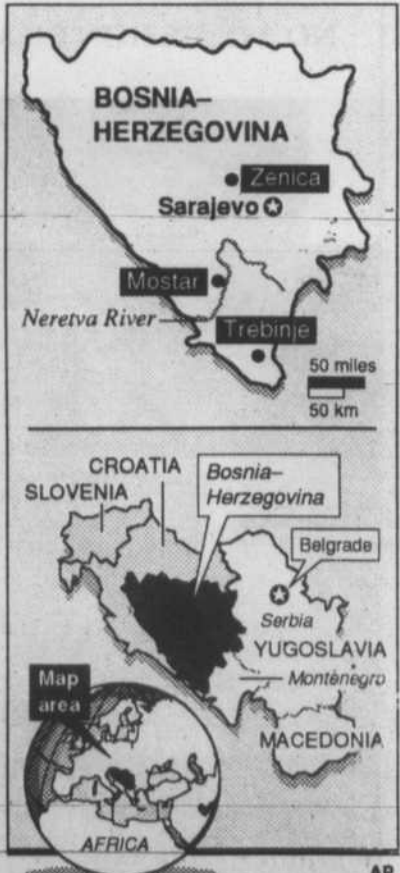 BOSNIA–
HERZEGOVINA
Zenica
Sarajevo
Mostar
Neretva River
Trebinje
50 miles
50 km
CROATIA
SLOVENIA
Bosnia–
Herzegovina
Belgrade
Serbia
YUGOSLAVIA
Montenegro
MACEDONIA
Map
area
AFRICA
AP